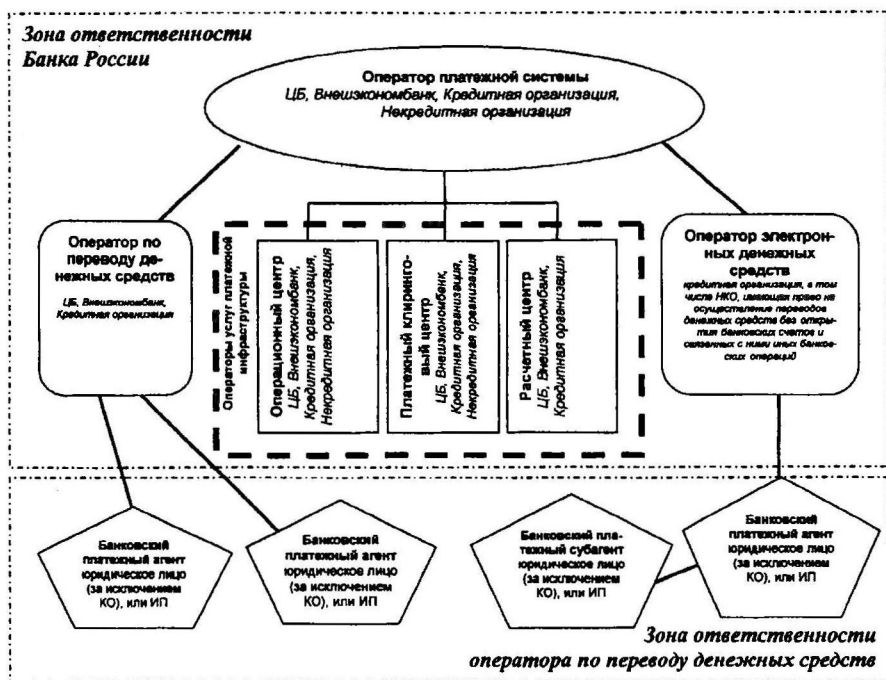 Зона ответственности
Банка России
Оператор платежной системы
ЦБ, Внешэкономбанк, Кредитная организация,
Некредитная организация
Оператор по
переводу де-
нежных средств
ЦБ, Внешэкономбанк,
Кредитная организация
Операторы услуг платежной
инфраструктуры
Операционный центр
ЦБ, Внешэкономбанк,
Кредитная организация,
Некредитная организация
Платежный клиринго-
вый центр
ЦБ, Внешэкономбанк,
Кредитная организация,
Некредитная организация
Расчетный центр
ЦБ, Внешэкономбанк,
Кредитная организация
Оператор электрон-
ных денежных
средств
кредитная организация, в том
числе НКО, имеющая право на
осуществление переводов
денежных средств без откры-
тия банковских счетов и
связанных с ними иных банков-
ских операций
Банковский
платежный агент
юридическое лицо
(за исключением
КО), или ИП
Банковский
платежный агент
юридическое лицо
(за исключением
КО), или ИП
Банковский пла-
тежный субагент
юридическое лицо
(за исключением
КО), или ИП
Банковский
платежный агент
юридическое лицо
(за исключением
КО), или ИП
Зона ответственности
оператора по переводу денежных средств